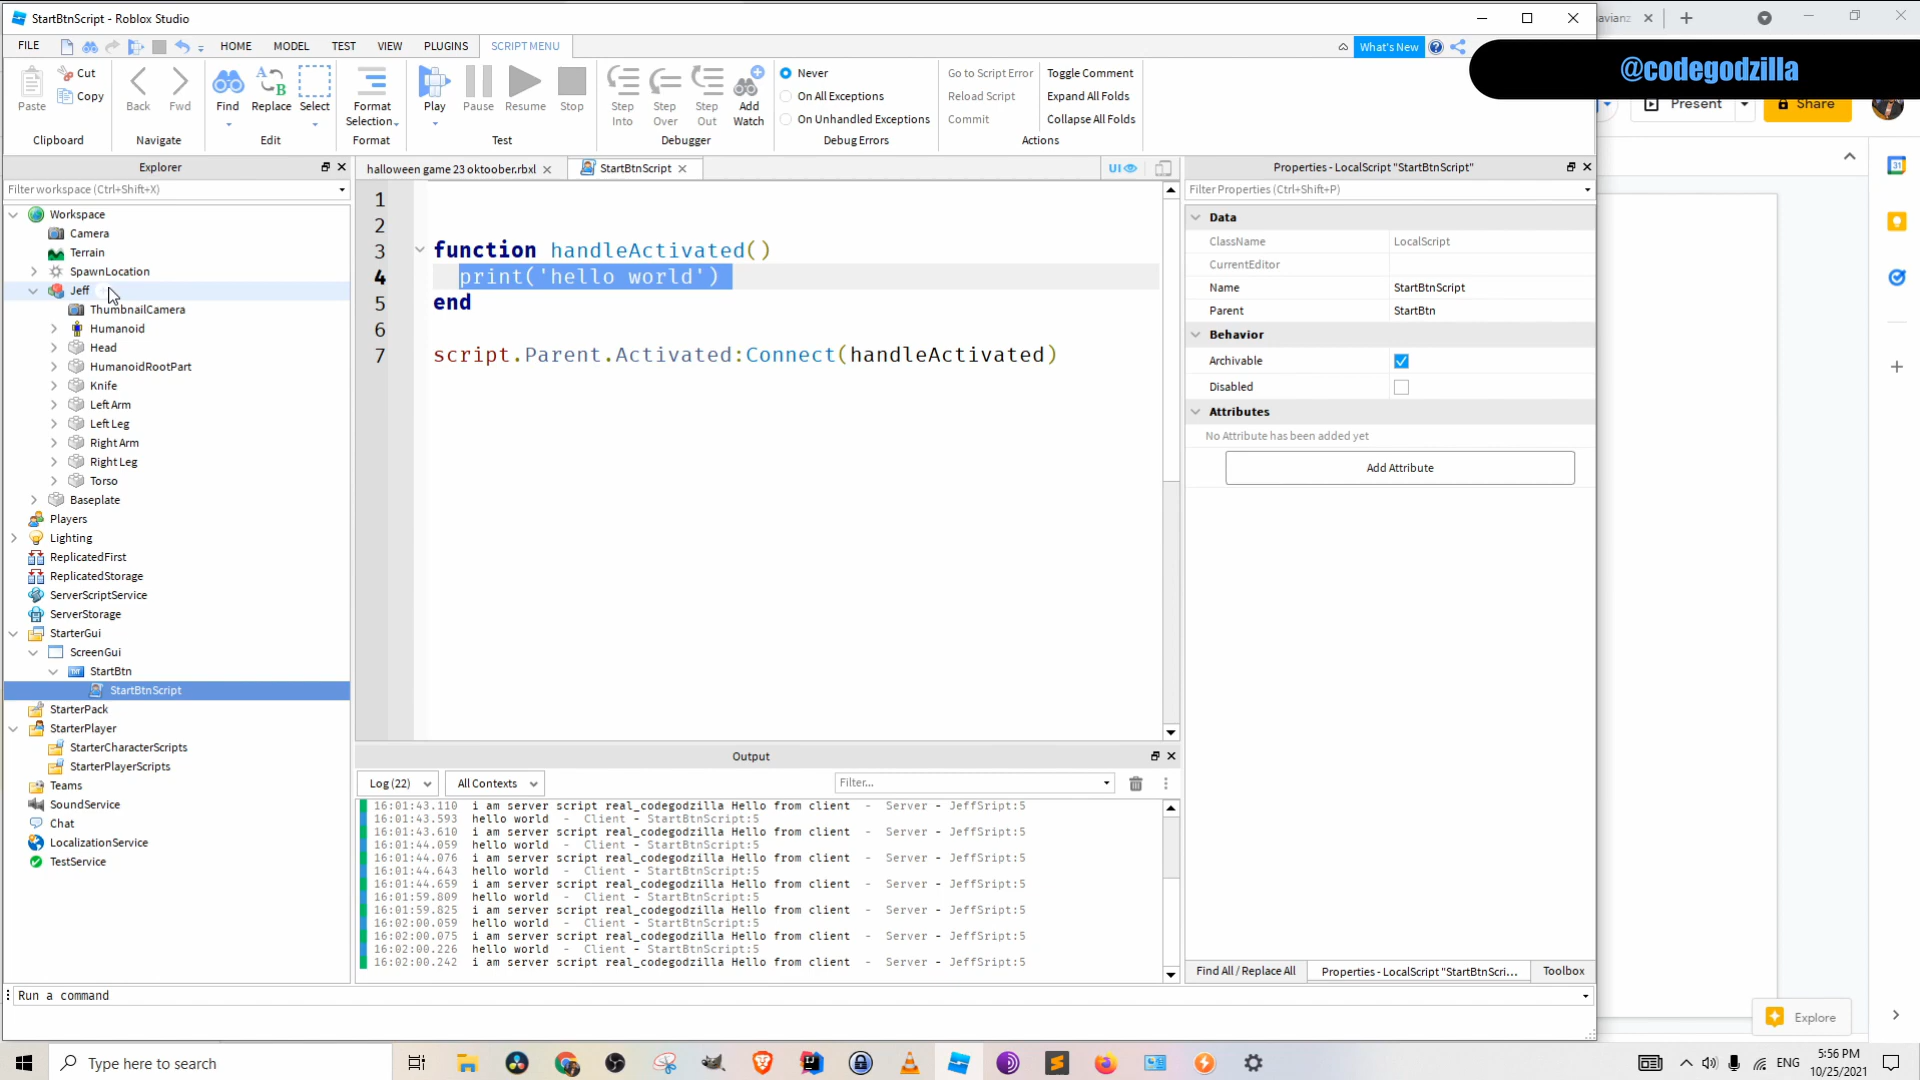 StartBtnScript - Roblox Studio
avianz
@codegodzilla
FILE HOME MODEL TEST VIEW PLUGINS SCRIPT MENU What's New
Paste Cut Copy Clipboard
Back Fwd Navigate
Find Replace Select Edit
Format Selection Format
Play Pause Resume Stop Test
Step Into Step Over Step Out Add Watch Debugger
Never
On All Exceptions
On Unhandled Exceptions
Debug Errors
Go to Script Error Toggle Comment
Reload Script Expand All Folds
Commit Collapse All Folds
Actions
Present Share
Explorer
Filter workspace (Ctrl+Shift+X)
Workspace
Camera
Terrain
SpawnLocation
Jeff
ThumbnailCamera
Humanoid
Head
HumanoidRootPart
Knife
Left Arm
Left Leg
Right Arm
Right Leg
Torso
Baseplate
Players
Lighting
ReplicatedFirst
ReplicatedStorage
ServerScriptService
ServerStorage
StarterGui
ScreenGui
StartBtn
StartBtnScript
StarterPack
StarterPlayer
StarterCharacterScripts
StarterPlayerScripts
Teams
SoundService
Chat
LocalizationService
TestService
halloween game 23 oktoober.rbxl StartBtnScript UI
1
2
3 function handleActivated()
4 print('hello world')
5 end
6
7 script.Parent.Activated:Connect(handleActivated)
Output
Log (22) All Contexts Filter...
16:01:43.110 i am server script real_codegodzilla Hello from client - Server - JeffSript:5
16:01:43.593 hello world - Client - StartBtnScript:5
16:01:43.610 i am server script real_codegodzilla Hello from client - Server - JeffSript:5
16:01:44.059 hello world - Client - StartBtnScript:5
16:01:44.076 i am server script real_codegodzilla Hello from client - Server - JeffSript:5
16:01:44.643 hello world - Client - StartBtnScript:5
16:01:44.659 i am server script real_codegodzilla Hello from client - Server - JeffSript:5
16:01:59.809 hello world - Client - StartBtnScript:5
16:01:59.825 i am server script real_codegodzilla Hello from client - Server - JeffSript:5
16:02:00.059 hello world - Client - StartBtnScript:5
16:02:00.075 i am server script real_codegodzilla Hello from client - Server - JeffSript:5
16:02:00.226 hello world - Client - StartBtnScript:5
16:02:00.242 i am server script real_codegodzilla Hello from client - Server - JeffSript:5
Properties - LocalScript "StartBtnScript"
Filter Properties (Ctrl+Shift+P)
Data
ClassName LocalScript
CurrentEditor
Name StartBtnScript
Parent StartBtn
Behavior
Archivable
Disabled
Attributes
No Attribute has been added yet
Add Attribute
Find All / Replace All Properties - LocalScript "StartBtnScri... Toolbox
Run a command
31
Explore
Type here to search
ENG
5:56 PM
10/25/2021